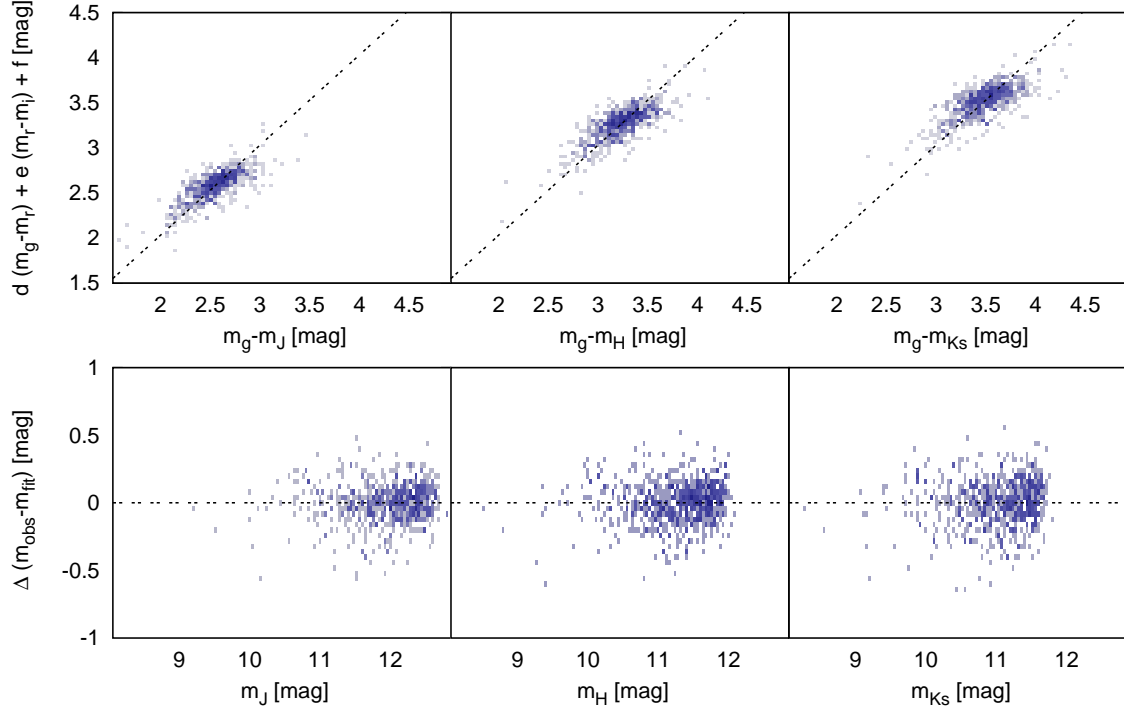 d (m_g-m_r) + e (m_r-m_i) + f [mag]
4.5
4
3.5
3
2.5
2
1.5
2 2.5 3 3.5 4 4.5
2 2.5 3 3.5 4 4.5
2 2.5 3 3.5 4 4.5
m_g-m_J [mag]
m_g-m_H [mag]
m_g-m_Ks [mag]
Δ (m_obs-m_fit) [mag]
1
0.5
0
-0.5
-1
9 10 11 12
9 10 11 12
9 10 11 12
m_J [mag]
m_H [mag]
m_Ks [mag]